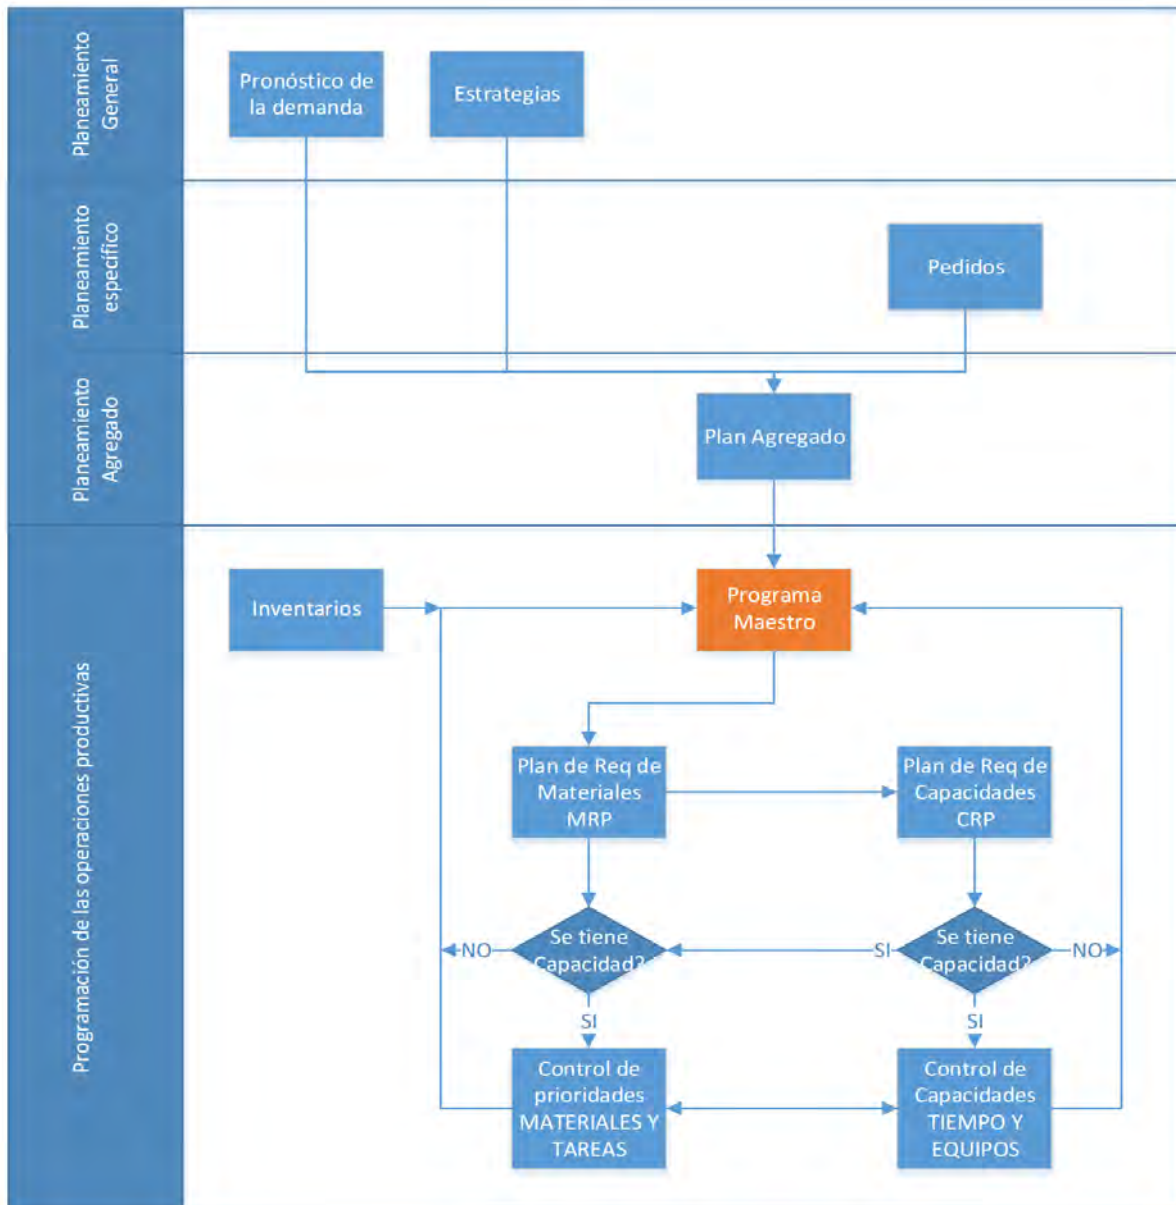 Planeamiento
General
Pronóstico de
la demanda
Estrategias
Planeamiento
específico
Pedidos
Planeamiento
Agregado
Plan Agregado
Programación de las operaciones productivas
Inventarios
Programa
Maestro
Plan de Req de
Materiales
MRP
Plan de Req de
Capacidades
CRP
NO
Se tiene
Capacidad?
SI
Se tiene
Capacidad?
NO
SI
SI
Control de
prioridades
MATERIALES Y
TAREAS
Control de
Capacidades
TIEMPO Y
EQUIPOS